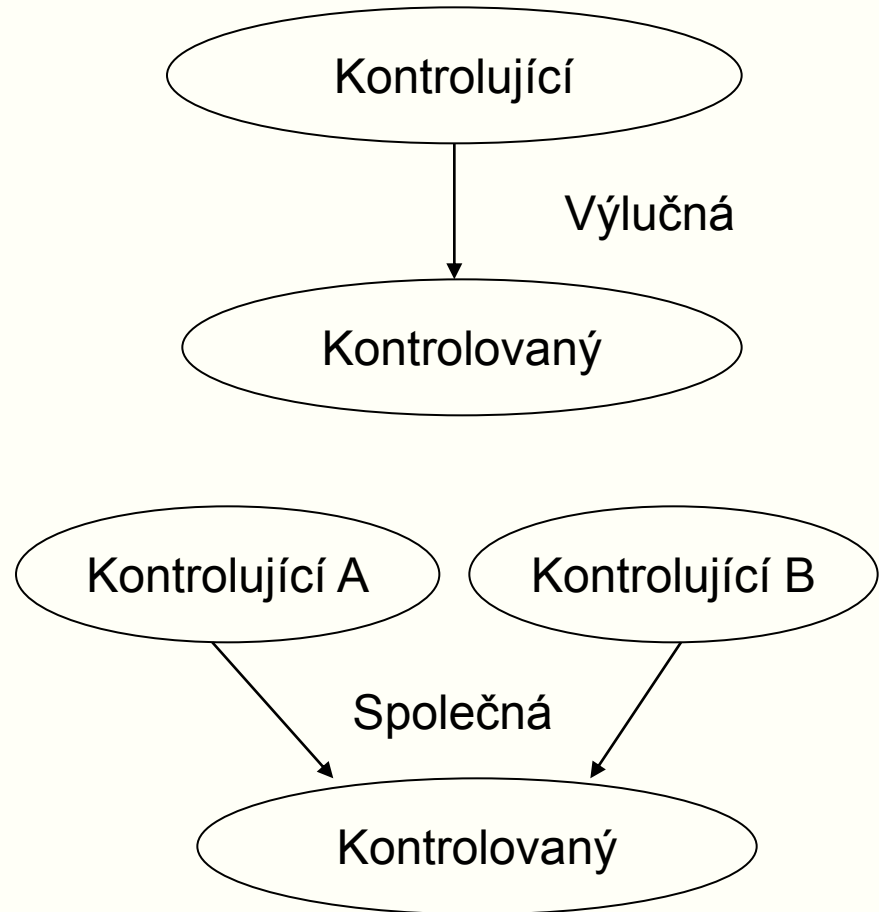 Kontrolující
Výlučná
Kontrolovaný
Kontrolující A
Kontrolující B
Společná
Kontrolovaný